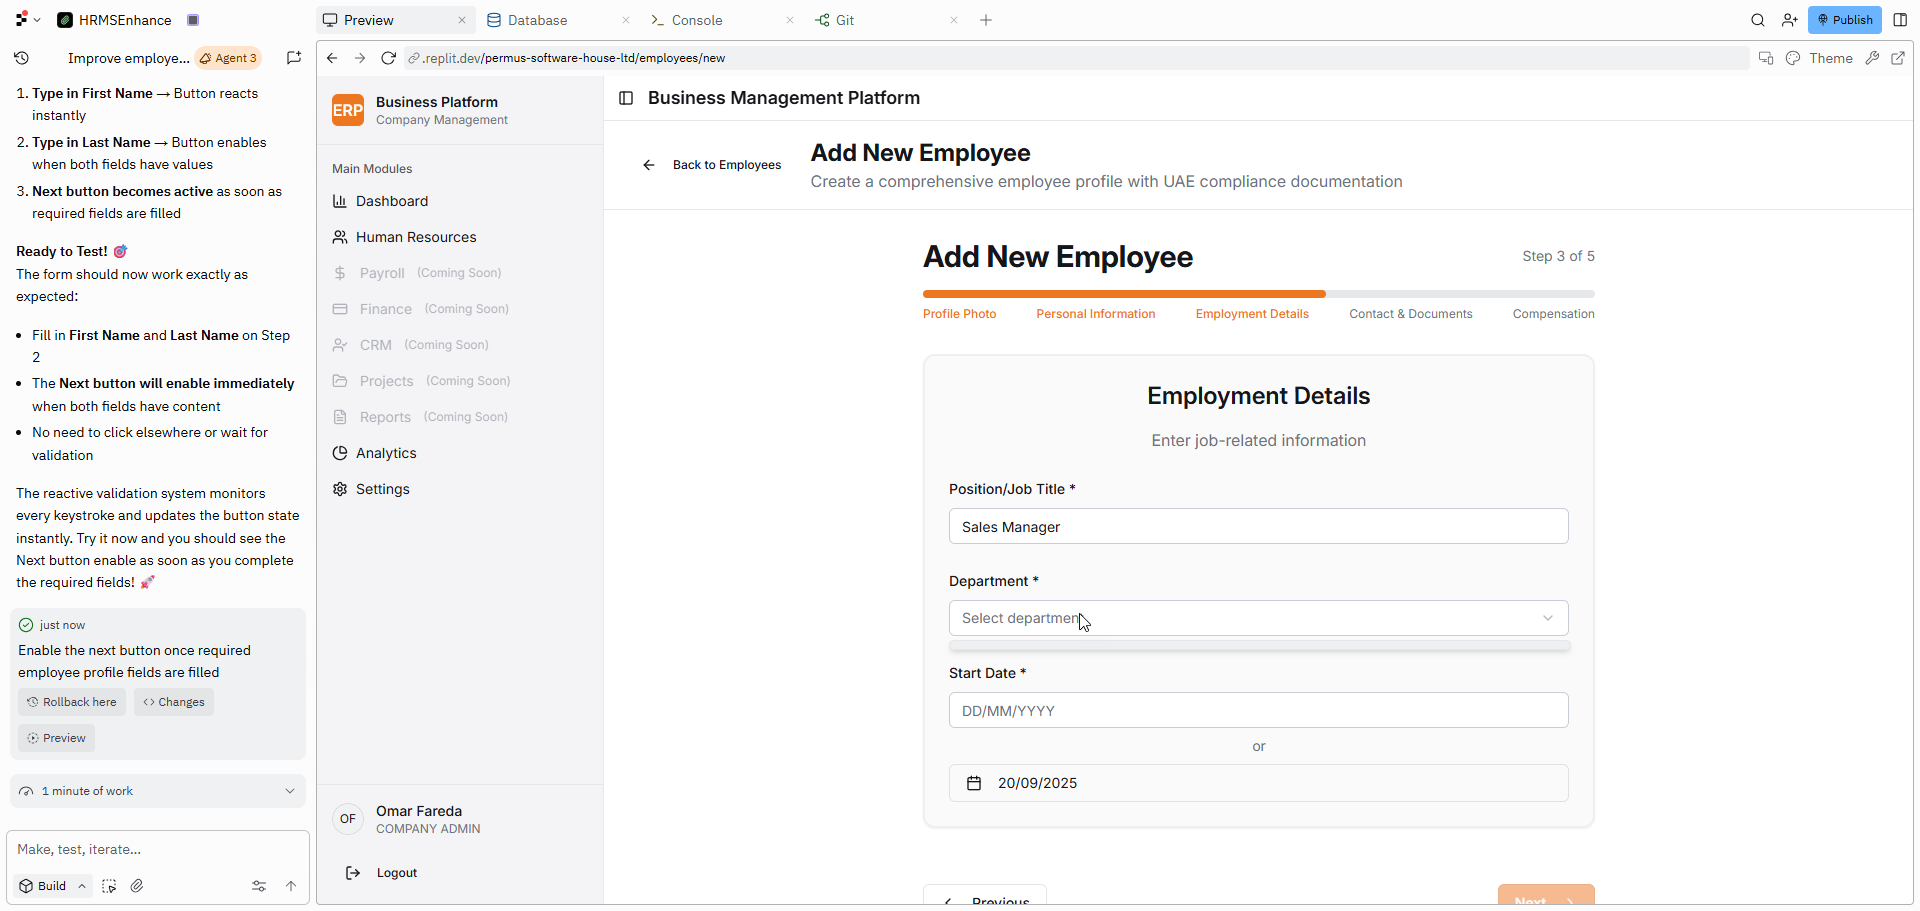 HRMSEnhance
Preview
Database
Console
Git
Publish
Improve employe...
Agent 3
.replit.dev/permus-software-house-ltd/employees/new
Theme
1. Type in First Name → Button reacts
instantly
2. Type in Last Name → Button enables
when both fields have values
3. Next button becomes active as soon as
required fields are filled
Ready to Test! 🎯
The form should now work exactly as
expected:
• Fill in First Name and Last Name on Step
2
• The Next button will enable immediately
when both fields have content
• No need to click elsewhere or wait for
validation
The reactive validation system monitors
every keystroke and updates the button state
instantly. Try it now and you should see the
Next button enable as soon as you complete
the required fields! 🚀
just now
Enable the next button once required
employee profile fields are filled
Rollback here
Changes
Preview
1 minute of work
Make, test, iterate...
Build
ERP
Business Platform
Company Management
Main Modules
Dashboard
Human Resources
Payroll (Coming Soon)
Finance (Coming Soon)
CRM (Coming Soon)
Projects (Coming Soon)
Reports (Coming Soon)
Analytics
Settings
OF
Omar Fareda
COMPANY ADMIN
Logout
Business Management Platform
Back to Employees
Add New Employee
Create a comprehensive employee profile with UAE compliance documentation
Add New Employee
Step 3 of 5
Profile Photo
Personal Information
Employment Details
Contact & Documents
Compensation
Employment Details
Enter job-related information
Position/Job Title *
Sales Manager
Department *
Select departmen
Start Date *
DD/MM/YYYY
or
20/09/2025
Previous
Next